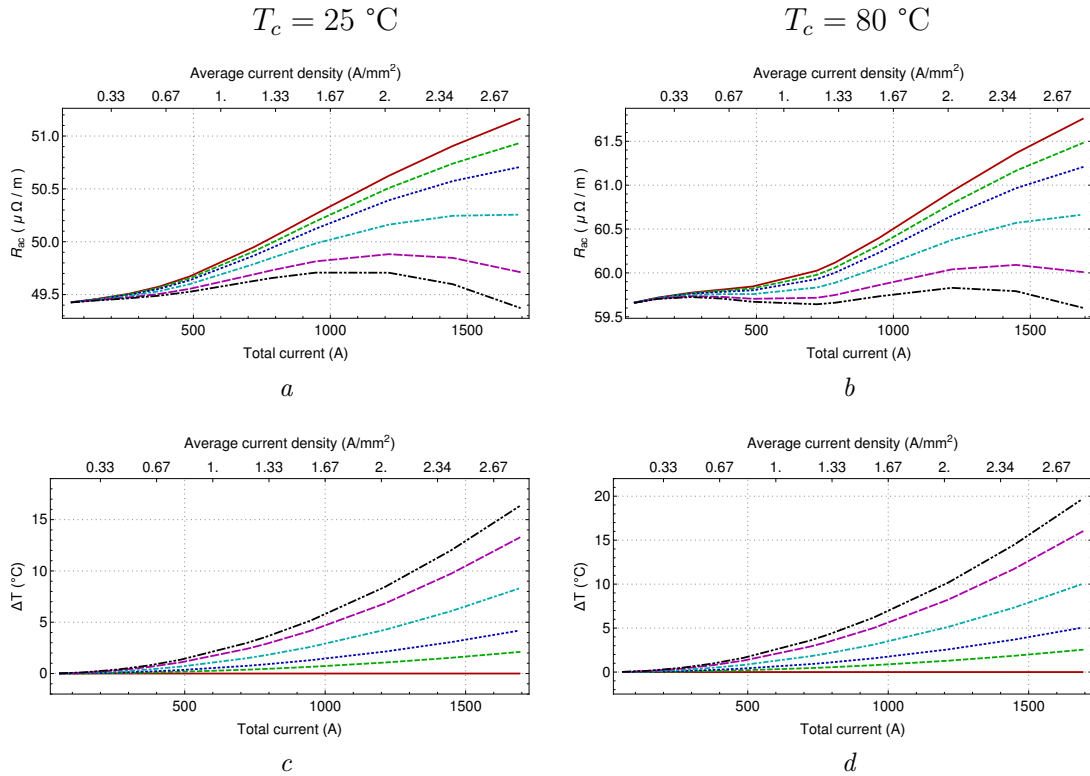 T_c = 25 °C
T_c = 80 °C
Average current density (A/mm²)
0.33 0.67 1. 1.33 1.67 2. 2.34 2.67
R_ac ( μ Ω / m )
51.0
50.5
50.0
49.5
500 1000 1500
Total current (A)
a
Average current density (A/mm²)
0.33 0.67 1. 1.33 1.67 2. 2.34 2.67
R_ac ( μ Ω / m )
61.5
61.0
60.5
60.0
59.5
500 1000 1500
Total current (A)
b
Average current density (A/mm²)
0.33 0.67 1. 1.33 1.67 2. 2.34 2.67
ΔT (°C)
15
10
5
0
500 1000 1500
Total current (A)
c
Average current density (A/mm²)
0.33 0.67 1. 1.33 1.67 2. 2.34 2.67
ΔT (°C)
20
15
10
5
0
500 1000 1500
Total current (A)
d